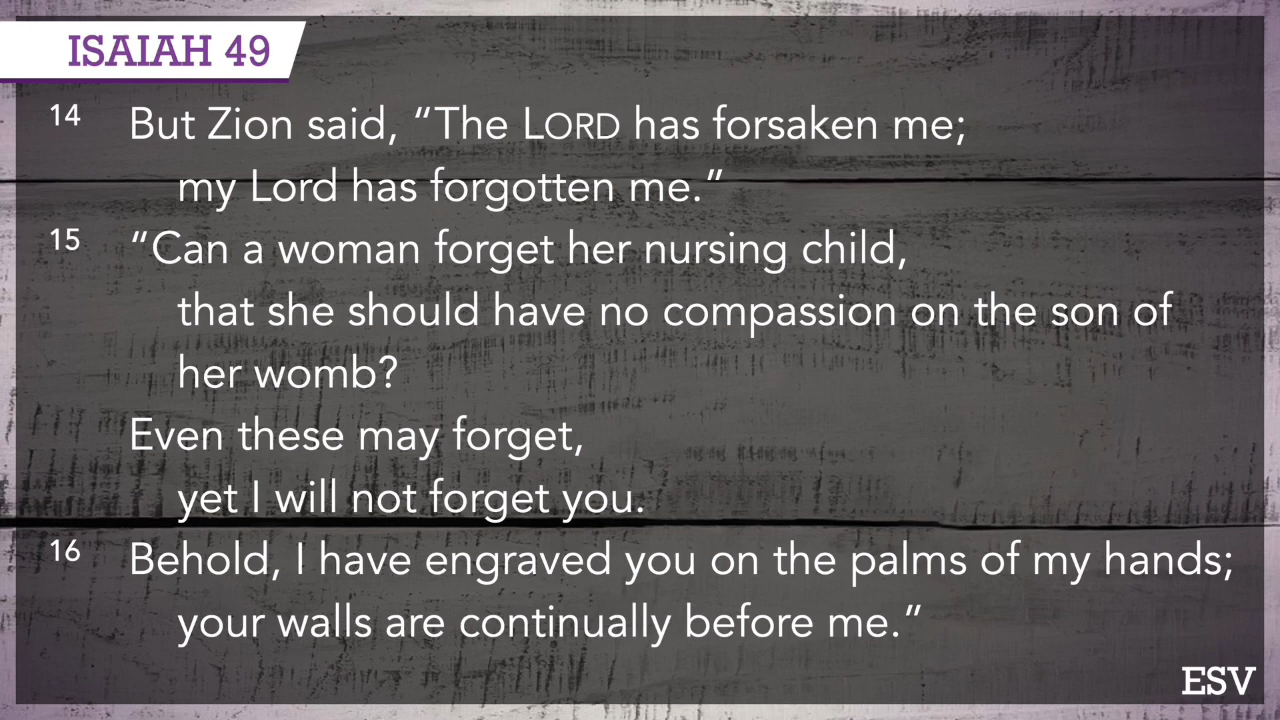 ISAIAH 49
14 But Zion said, “The LORD has forsaken me;
my Lord has forgotten me.”
15 “Can a woman forget her nursing child,
that she should have no compassion on the son of
her womb?
Even these may forget,
yet I will not forget you.
16 Behold, I have engraved you on the palms of my hands;
your walls are continually before me.”
ESV